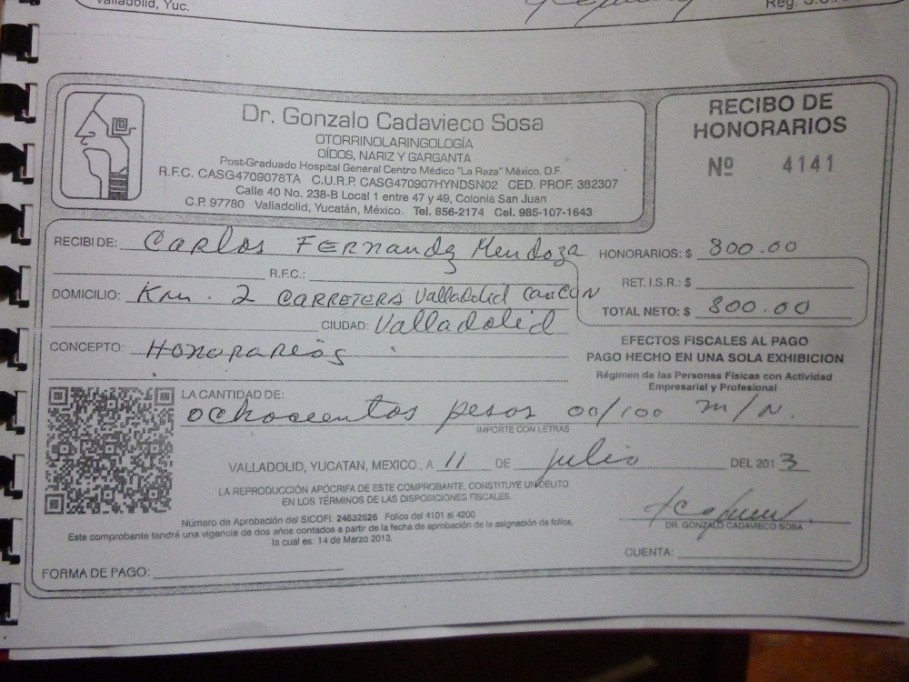 Valladolid, Yuc.
Reg. S.S.A.
Dr. Gonzalo Cadavieco Sosa
OTORRINOLARINGOLOGÍA
OÍDOS, NARIZ Y GARGANTA
Post-Graduado Hospital General Centro Médico "La Raza" México, D.F.
R.F.C. CASG4709076TA C.U.R.P. CASG470907HYNDSN02 CED. PROF. 382307
Calle 40 No. 238-B Local 1 entre 47 y 49, Colonia San Juan
C.P. 97780 Valladolid, Yucatán, México. Tel. 856-2174 Cel. 985-107-1643
RECIBO DE
HONORARIOS
Nº 4141
RECIBI DE: Carlos Fernandez Mendoza
HONORARIOS: $ 800.00
R.F.C.:
RET. I.S.R.: $
DOMICILIO: Km. 2 CARRETERA Valladolid CANCUN
TOTAL NETO: $ 800.00
CIUDAD: Valladolid
EFECTOS FISCALES AL PAGO
CONCEPTO: Honorarios.
PAGO HECHO EN UNA SOLA EXHIBICION
Régimen de las Personas Físicas con Actividad
Empresarial y Profesional
LA CANTIDAD DE:
ochocientos pesos 00/100 m/N.
IMPORTE CON LETRAS
VALLADOLID, YUCATAN, MEXICO., A 11 DE julio DEL 2013
LA REPRODUCCIÓN APÓCRIFA DE ESTE COMPROBANTE, CONSTITUYE UN DELITO
EN LOS TÉRMINOS DE LAS DISPOSICIONES FISCALES.
DR. GONZALO CADAVIECO SOSA
Número de Aprobación del SICOFI: 24632526 Folios del 4101 al 4200
Este comprobante tendrá una vigencia de dos años contados a partir de la fecha de aprobación de la asignación de folios,
la cual es: 14 de Marzo 2013.
CUENTA:
FORMA DE PAGO: